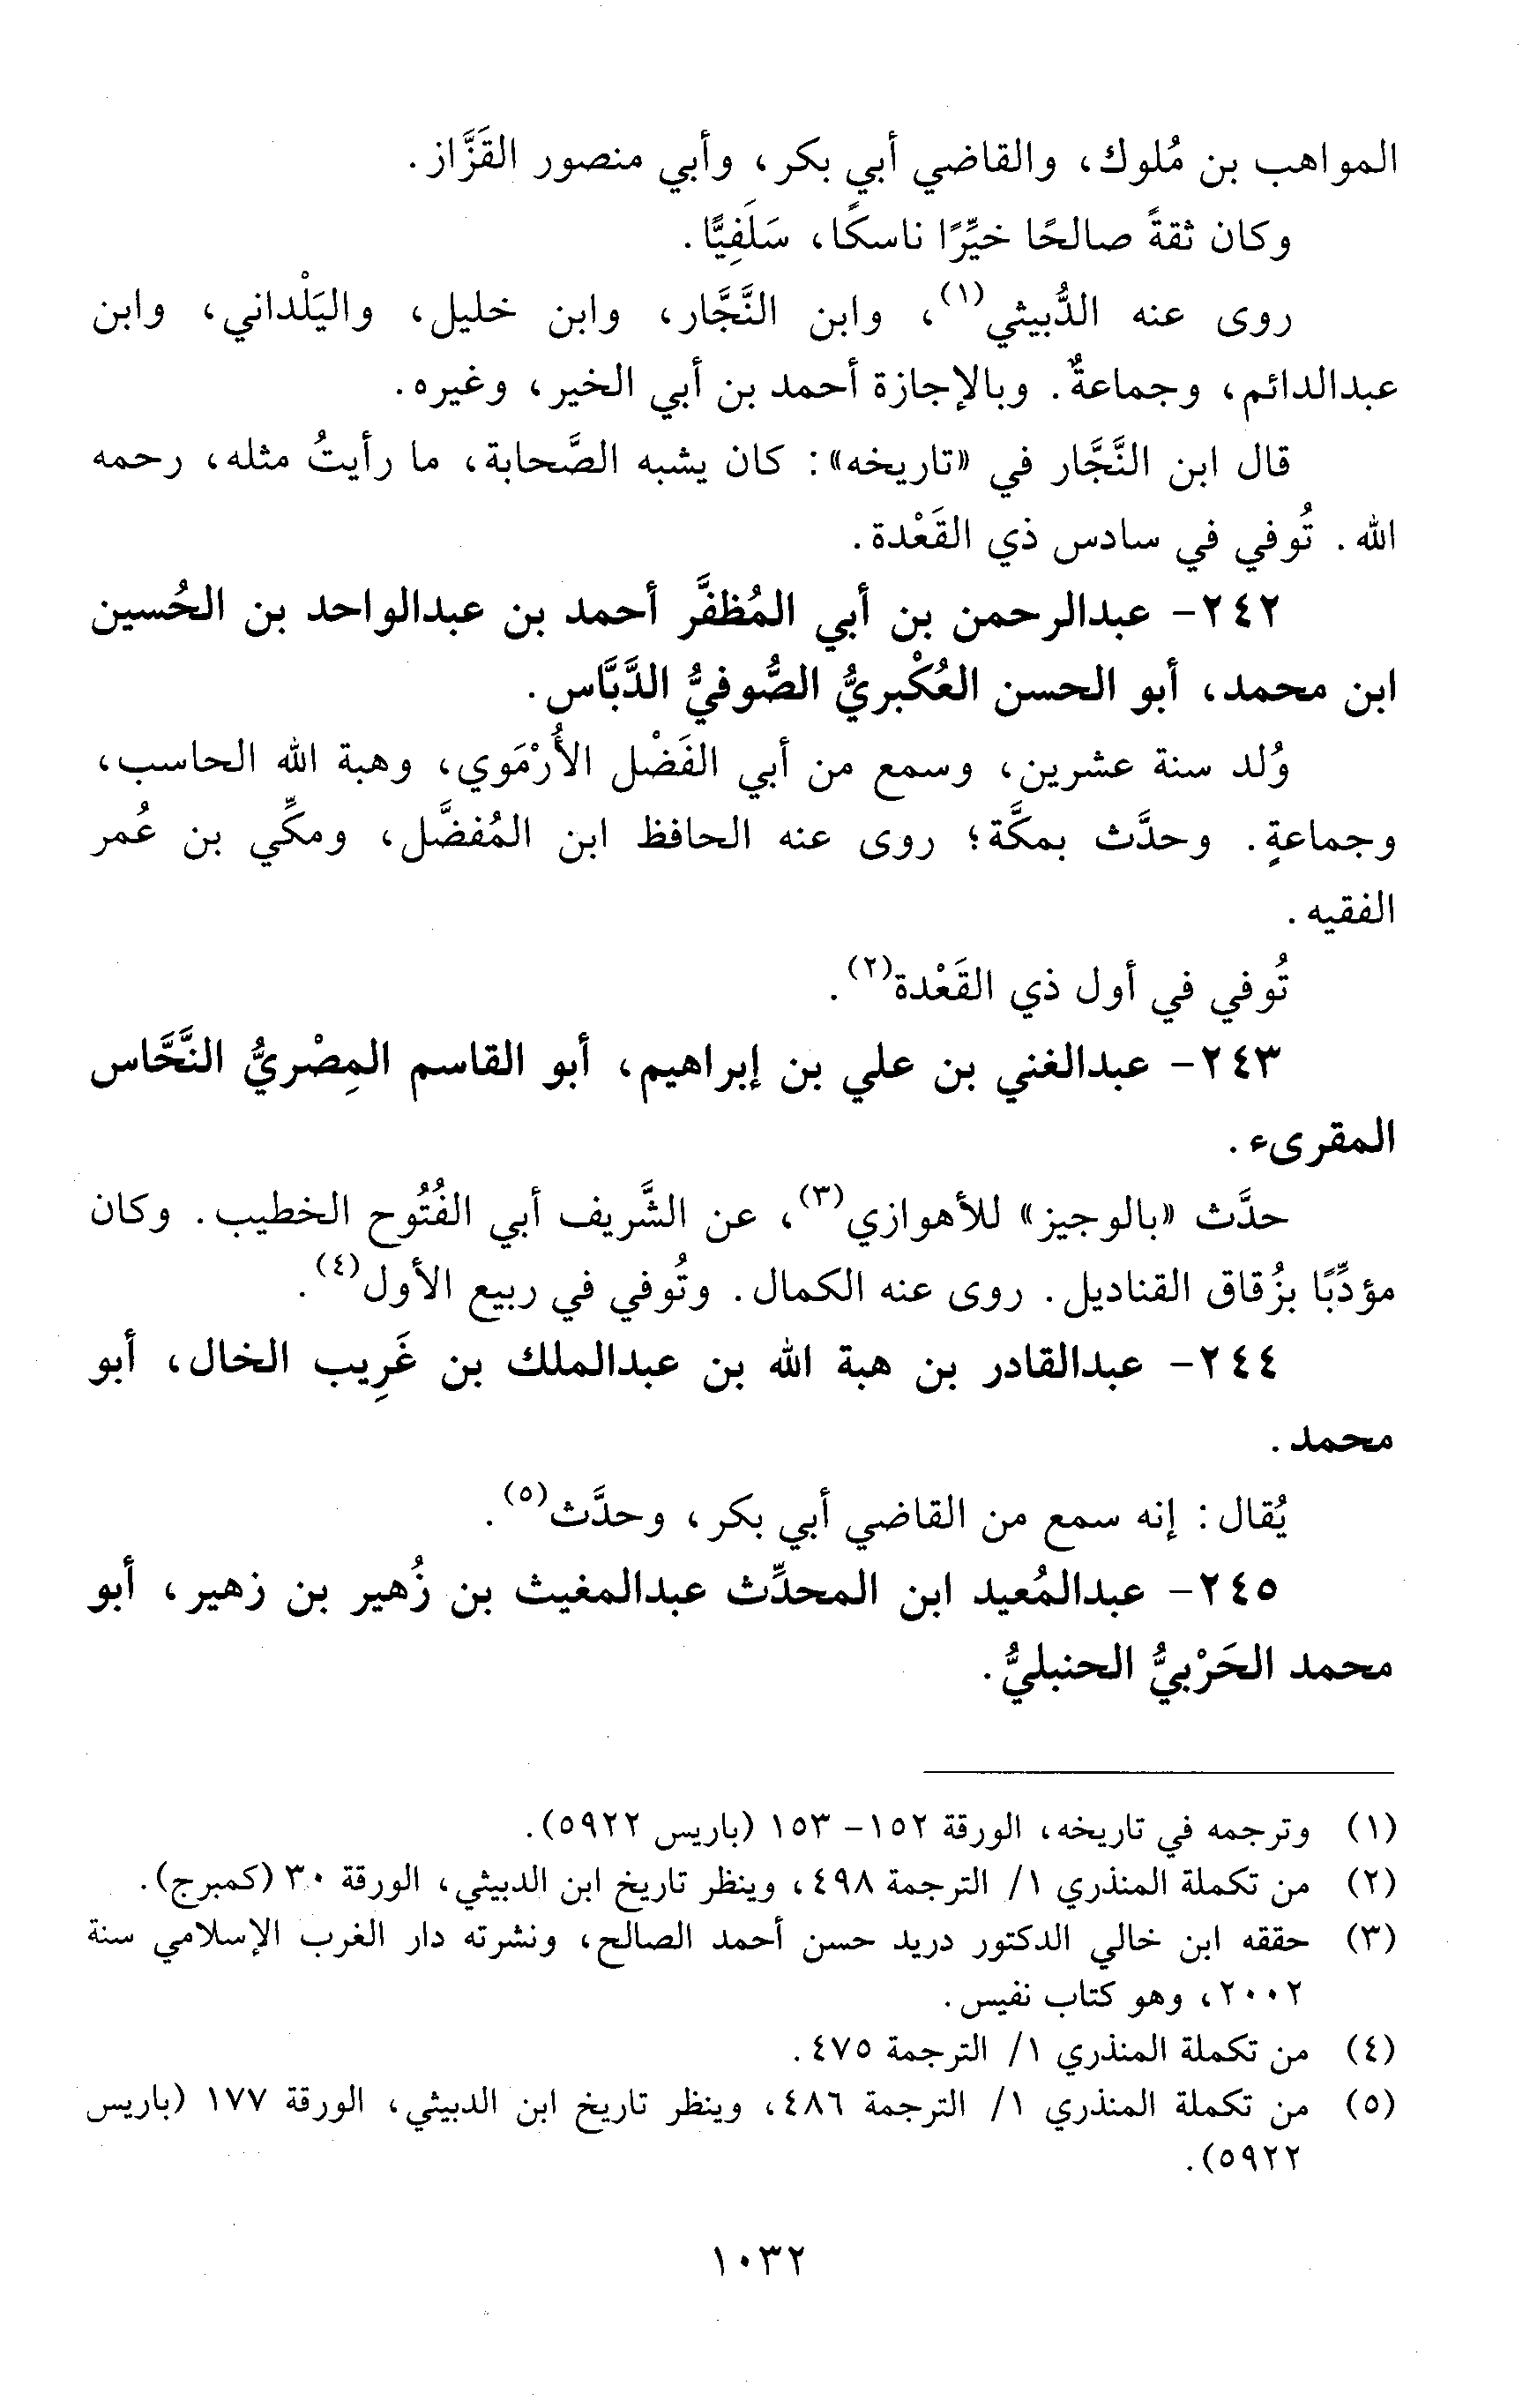 المواهب بن مُلوك، والقاضي أبي بكر، وأبي منصور القَزَّاز.
وكان ثقةً صالحًا خيِّرًا ناسكًا، سَلَفِيًّا.
روى عنه الدُّبيثي(١)، وابن النَّجَّار، وابن خليل، واليَلْداني، وابن
عبدالدائم، وجماعةٌ. وبالإجازة أحمد بن أبي الخير، وغيره.
قال ابن النَّجَّار في «تاريخه»: كان يشبه الصَّحابة، ما رأيتُ مثله، رحمه
الله. تُوفي في سادس ذي القَعْدة.
٢٤٢- عبدالرحمن بن أبي المُظفَّر أحمد بن عبدالواحد بن الحُسين
ابن محمد، أبو الحسن العُكْبريُّ الصُّوفيُّ الدَّبَّاس.
وُلد سنة عشرين، وسمع من أبي الفَضْل الأُرْمَوي، وهبة الله الحاسب،
وجماعةٍ. وحدَّث بمكَّة؛ روى عنه الحافظ ابن المُفضَّل، ومكِّي بن عُمر
الفقيه.
تُوفي في أول ذي القَعْدة(٢).
٢٤٣- عبدالغني بن علي بن إبراهيم، أبو القاسم المِصْريُّ النَّحَّاس
المقرىء.
حدَّث «بالوجيز» للأهوازي(٣)، عن الشَّريف أبي الفُتُوح الخطيب. وكان
مؤدِّبًا بزُقاق القناديل. روى عنه الكمال. وتُوفي في ربيع الأول(٤).
٢٤٤- عبدالقادر بن هبة الله بن عبدالملك بن غَرِيب الخال، أبو
محمد.
يُقال: إنه سمع من القاضي أبي بكر، وحدَّث(٥).
٢٤٥- عبدالمُعيد ابن المحدِّث عبدالمغيث بن زُهير بن زهير، أبو
محمد الحَرْبيُّ الحنبليُّ.
(١) وترجمه في تاريخه، الورقة ١٥٢- ١٥٣ (باريس ٥٩٢٢).
(٢) من تكملة المنذري ١/ الترجمة ٤٩٨، وينظر تاريخ ابن الدبيثي، الورقة ٣٠ (كمبرج).
(٣) حققه ابن خالي الدكتور دريد حسن أحمد الصالح، ونشرته دار الغرب الإسلامي سنة
٢٠٠٢، وهو كتاب نفيس.
(٤) من تكملة المنذري ١/ الترجمة ٤٧٥.
(٥) من تكملة المنذري ١/ الترجمة ٤٨٦، وينظر تاريخ ابن الدبيثي، الورقة ١٧٧ (باريس
٥٩٢٢).
١٠٣٢